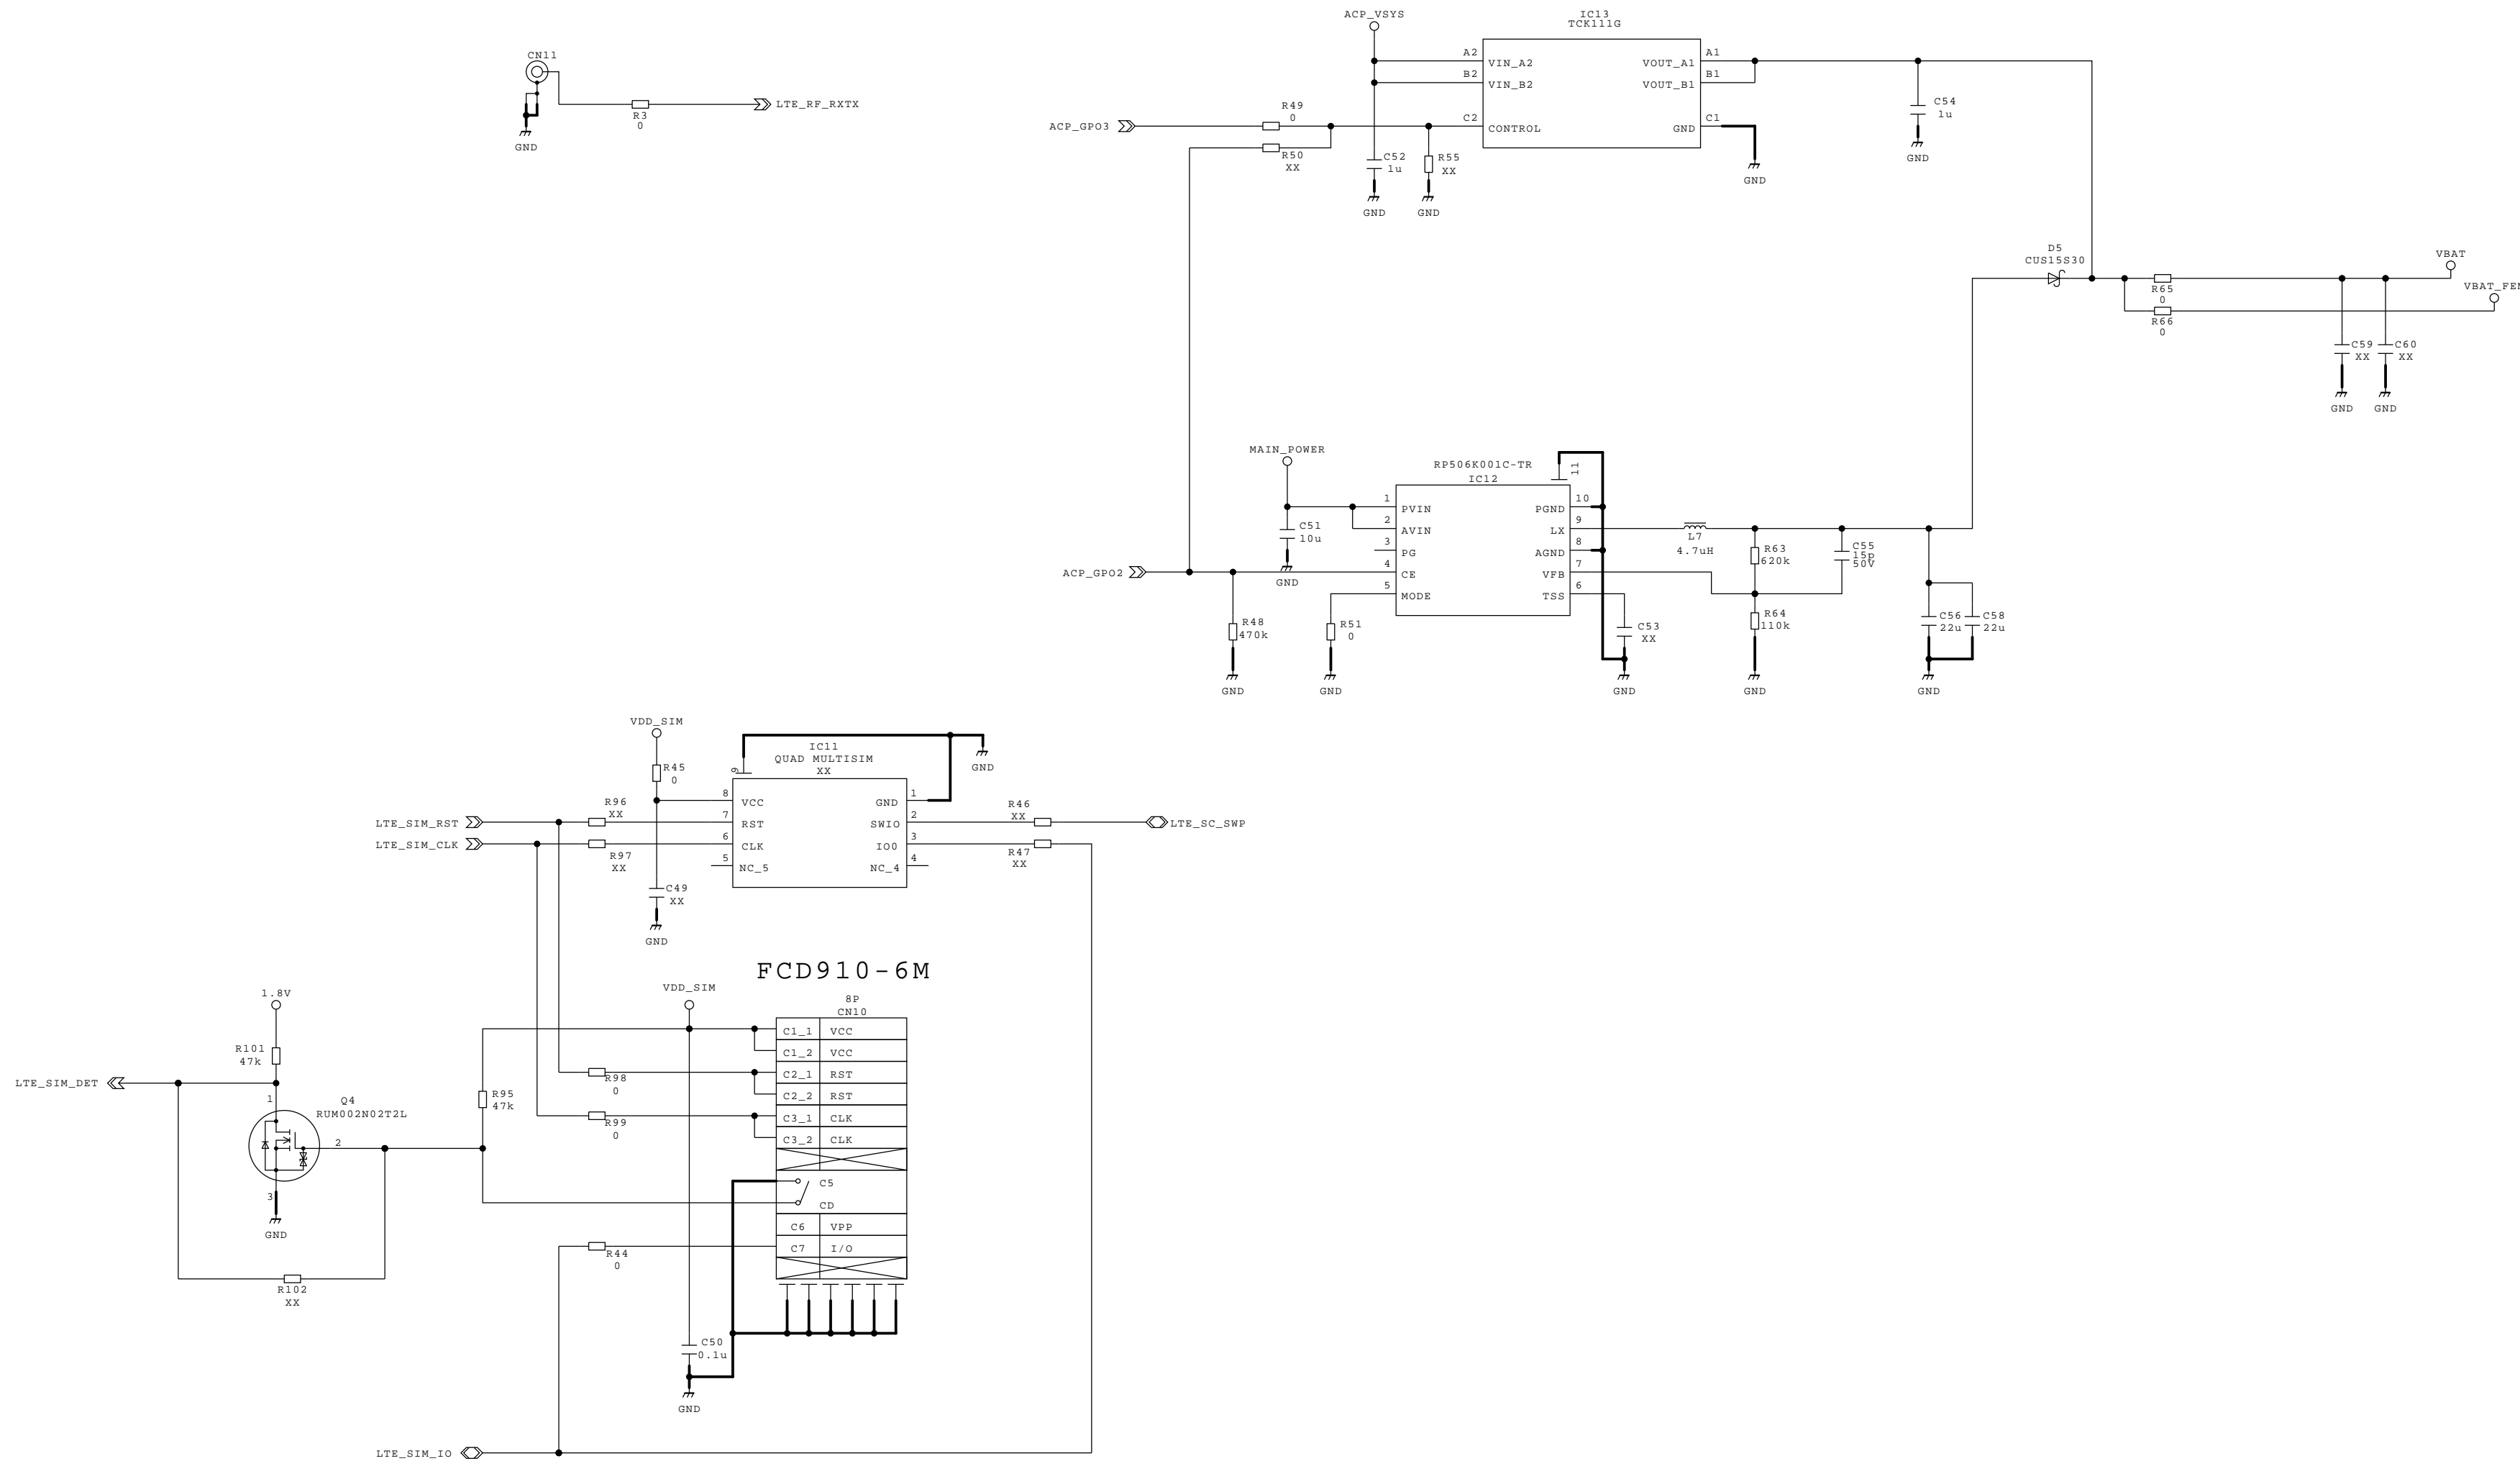 CN11
R3
0
LTE_RF_RXTX
GND
ACP_VSYS
IC13
TCK111G
A2
VIN_A2
VOUT_A1
A1
B2
VIN_B2
VOUT_B1
B1
C2
CONTROL
GND
C1
ACP_GPO3
R49
0
R50
XX
C52
1u
R55
XX
GND
GND
GND
C54
1u
GND
D5
CUS15S30
VBAT
R65
0
R66
0
C59
XX
C60
XX
GND
GND
MAIN_POWER
RP506K001C-TR
IC12
11
1
PVIN
PGND
10
2
AVIN
LX
9
3
PG
AGND
8
4
CE
VFB
7
5
MODE
TSS
6
C51
10u
GND
ACP_GPO2
R48
470k
GND
R51
0
GND
C53
XX
GND
L7
4.7uH
R63
620k
C55
15p
50V
R64
110k
GND
C56
22u
C58
22u
GND
VDD_SIM
R45
0
IC11
QUAD MULTISIM
XX
9
GND
8
VCC
GND
1
7
RST
SWIO
2
6
CLK
IO0
3
5
NC_5
NC_4
4
LTE_SIM_RST
R96
XX
LTE_SIM_CLK
R97
XX
R46
XX
LTE_SC_SWP
R47
XX
C49
XX
GND
FCD910-6M
VDD_SIM
8P
CN10
C1_1 VCC
C1_2 VCC
C2_1 RST
C2_2 RST
C3_1 CLK
C3_2 CLK
C5
CD
C6 VPP
C7 I/O
1.8V
R101
47k
LTE_SIM_DET
1
Q4
RUM002N02T2L
2
3
GND
R95
47k
R98
0
R99
0
R44
0
R102
XX
C50
0.1u
GND
LTE_SIM_IO